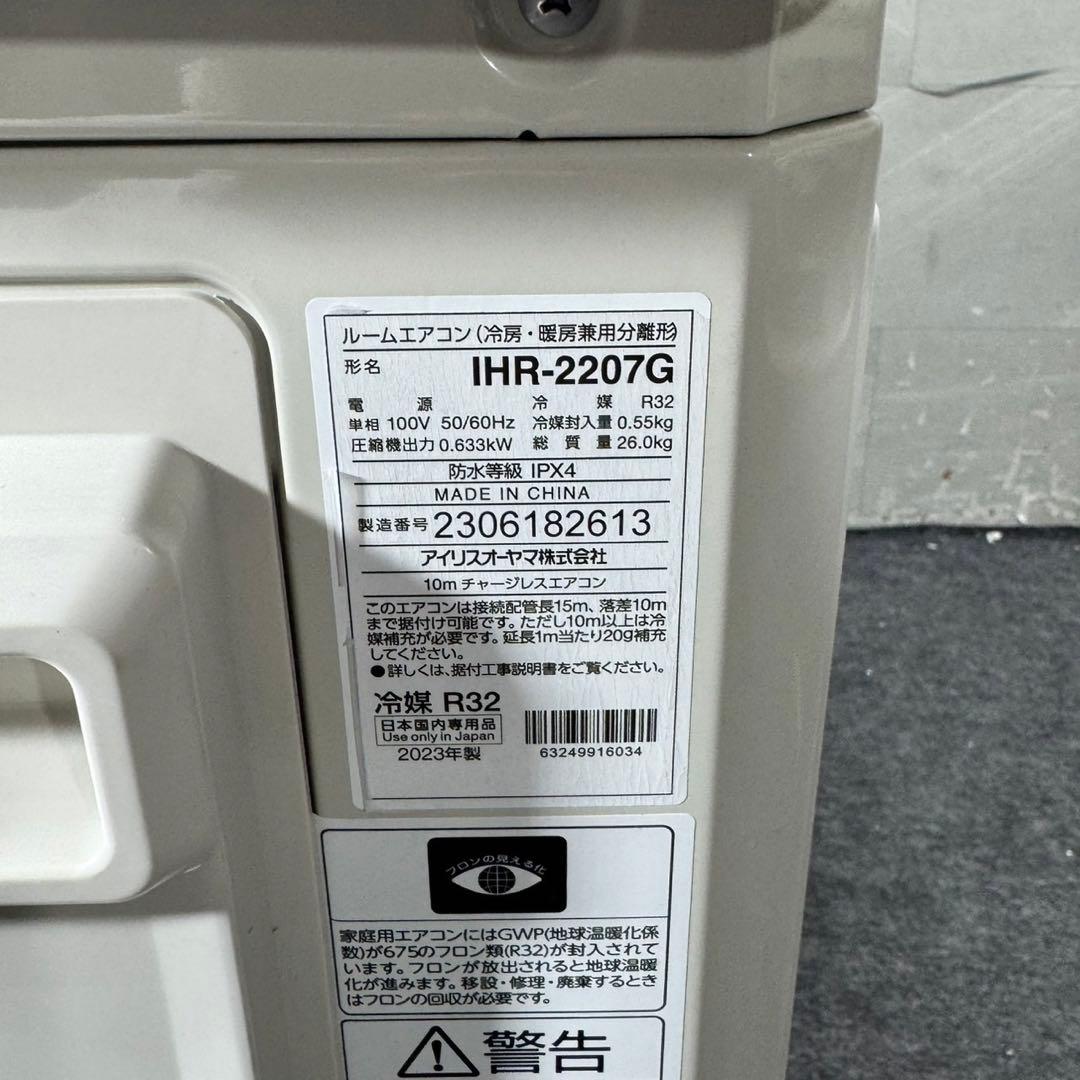 ルームエアコン(冷房・暖房兼用分離形)
形名 IHR-2207G
電源 冷媒 R32
単相 100V 50/60Hz 冷媒封入量 0.55kg
圧縮機出力 0.633kW 総質量 26.0kg
防水等級 IPX4
MADE IN CHINA
製造番号 2306182613
アイリスオーヤマ株式会社
10m チャージレスエアコン
このエアコンは接続配管長15m、落差10m
まで据付け可能です。ただし10m以上は冷
媒補充が必要です。延長1m当たり20g補充
してください。
●詳しくは、据付工事説明書をご覧ください。
冷媒 R32
日本国内専用品
Use only in Japan
2023年製
63249916034
フロンの見える化
家庭用エアコンにはGWP(地球温暖化係
数)が675のフロン類(R32)が封入されて
います。フロンが放出されると地球温暖
化が進みます。移設・修理・廃棄するとき
はフロンの回収が必要です。
警告